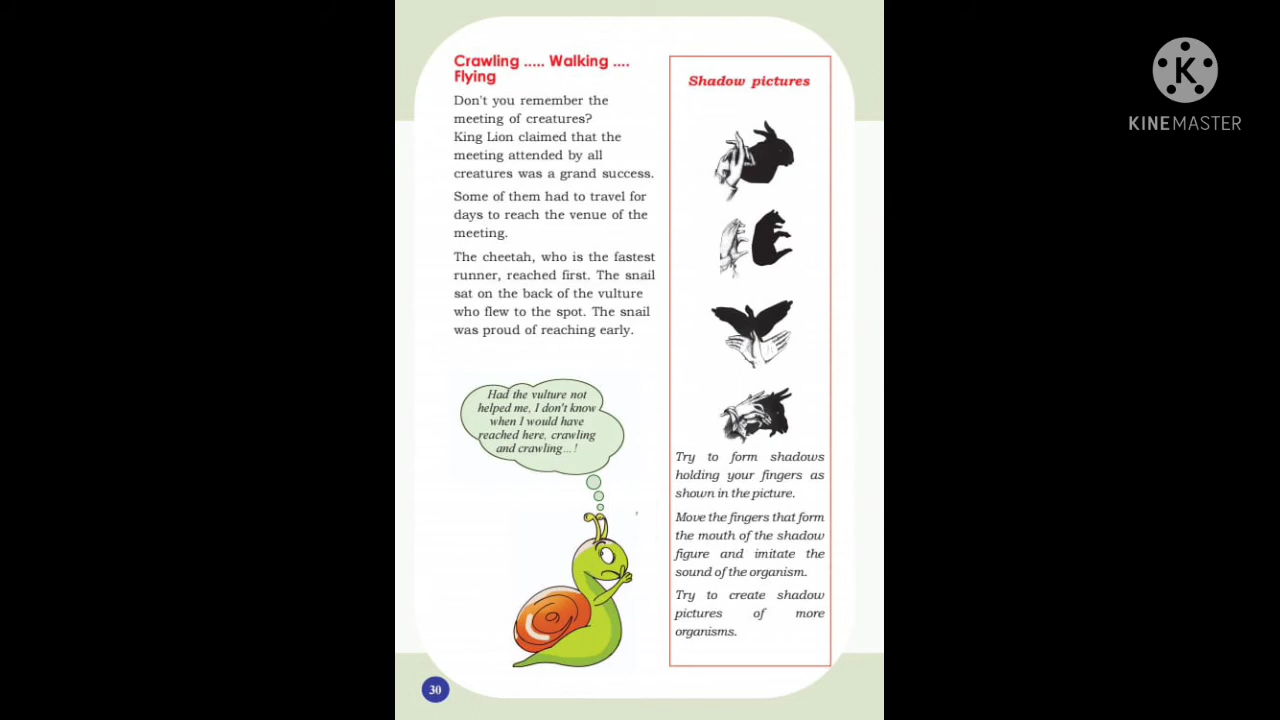 Crawling ..... Walking ....
Flying
Don't you remember the
meeting of creatures?
King Lion claimed that the
meeting attended by all
creatures was a grand success.
Some of them had to travel for
days to reach the venue of the
meeting.
The cheetah, who is the fastest
runner, reached first. The snail
sat on the back of the vulture
who flew to the spot. The snail
was proud of reaching early.
Had the vulture not
helped me, I don't know
when I would have
reached here, crawling
and crawling...!
30
Shadow pictures
Try to form shadows
holding your fingers as
shown in the picture.
Move the fingers that form
the mouth of the shadow
figure and imitate the
sound of the organism.
Try to create shadow
pictures of more
organisms.
K
KINEMASTER